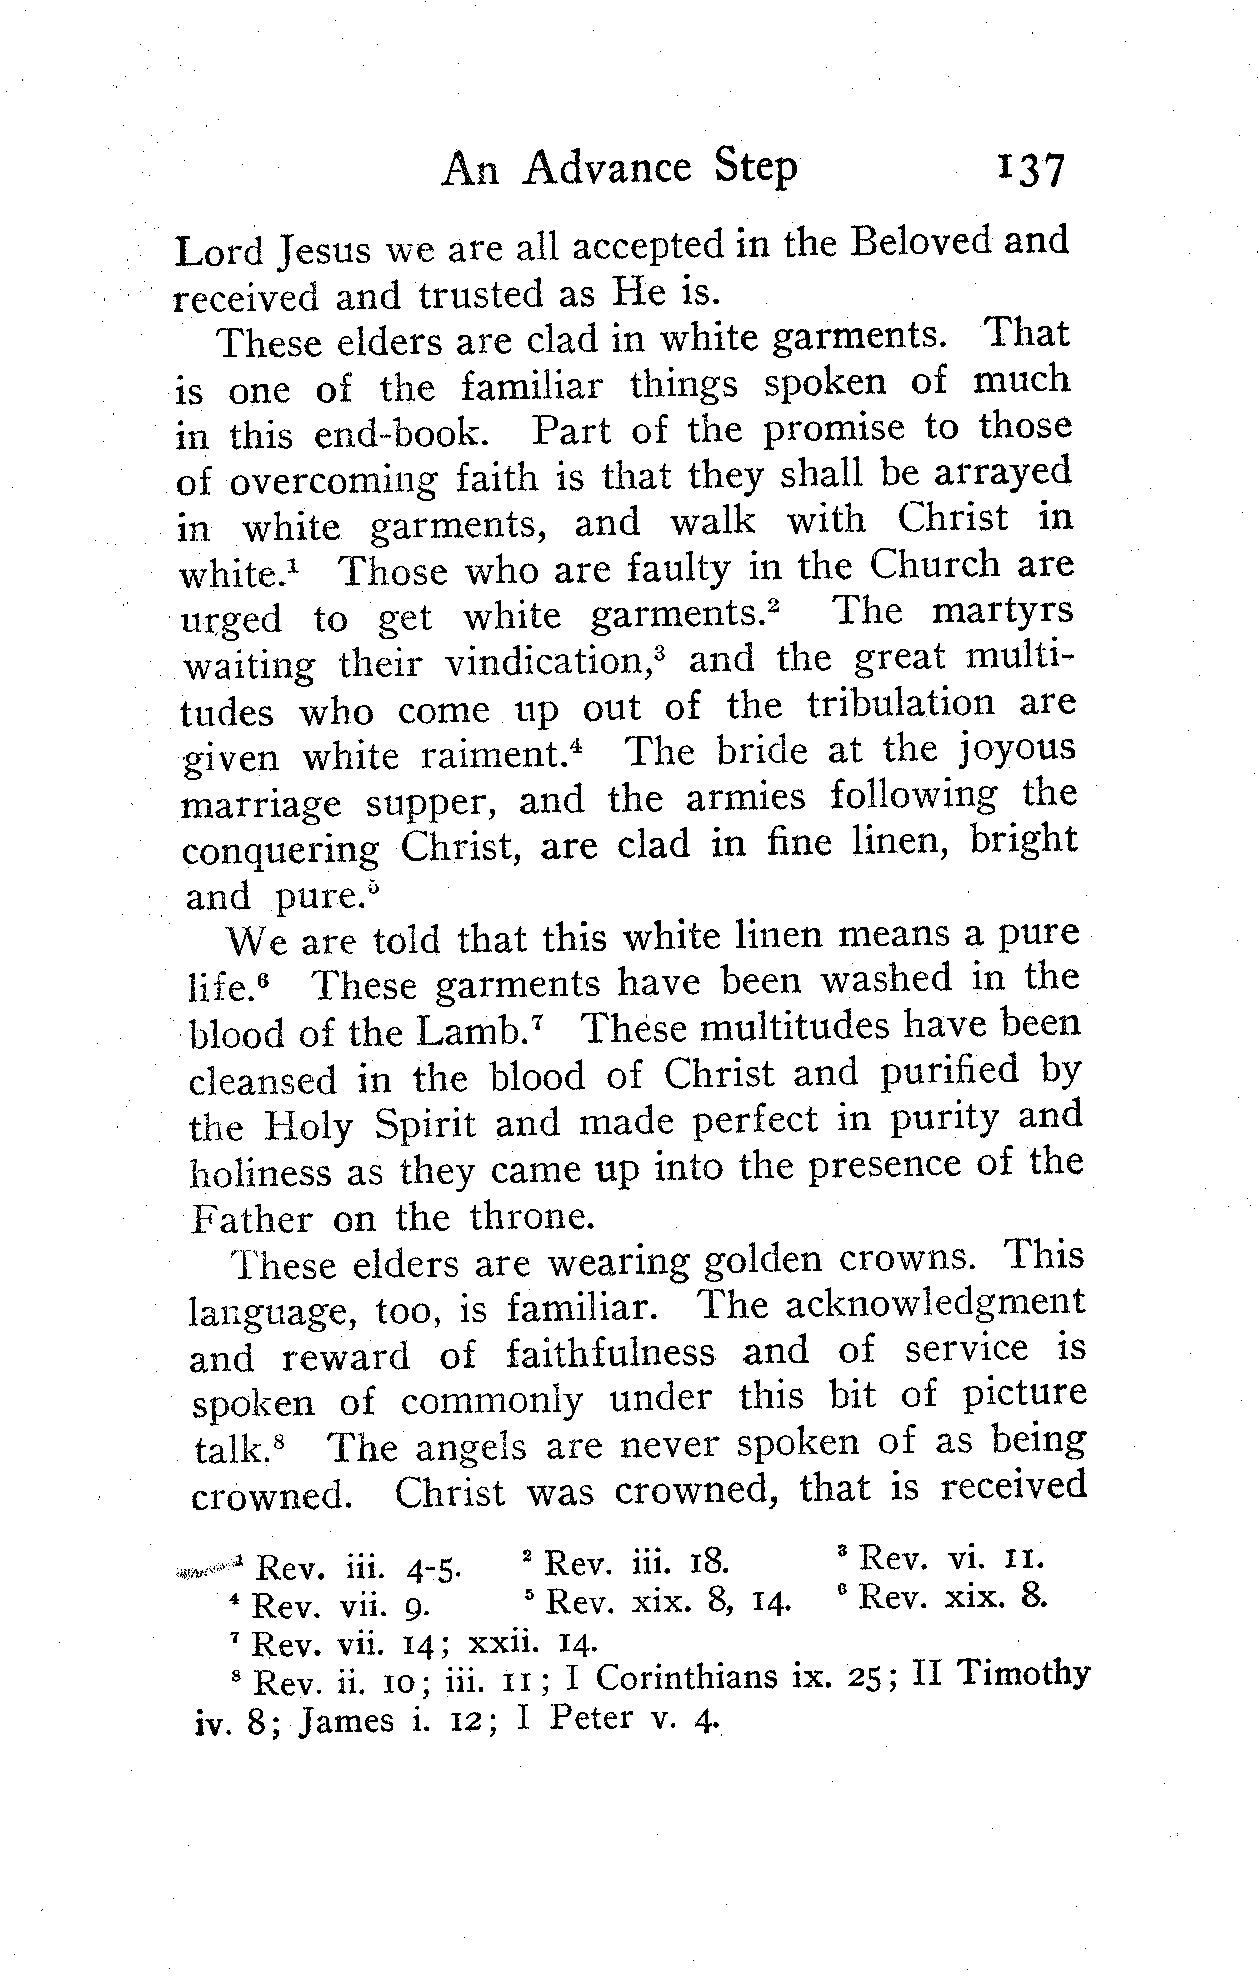 An Advance Step 137
Lord Jesus we are all accepted in the Beloved and
received and trusted as He is.
These elders are clad in white garments. That
is one of the familiar things spoken of much
in this end-book. Part of the promise to those
of overcoming faith is that they shall be arrayed
in white garments, and walk with Christ in
white.¹ Those who are faulty in the Church are
urged to get white garments.² The martyrs
waiting their vindication,³ and the great multi-
tudes who come up out of the tribulation are
given white raiment.⁴ The bride at the joyous
marriage supper, and the armies following the
conquering Christ, are clad in fine linen, bright
and pure.⁵
We are told that this white linen means a pure
life.⁶ These garments have been washed in the
blood of the Lamb.⁷ These multitudes have been
cleansed in the blood of Christ and purified by
the Holy Spirit and made perfect in purity and
holiness as they came up into the presence of the
Father on the throne.
These elders are wearing golden crowns. This
language, too, is familiar. The acknowledgment
and reward of faithfulness and of service is
spoken of commonly under this bit of picture
talk.⁸ The angels are never spoken of as being
crowned. Christ was crowned, that is received
¹ Rev. iii. 4-5. ² Rev. iii. 18. ³ Rev. vi. 11.
⁴ Rev. vii. 9. ⁵ Rev. xix. 8, 14. ⁶ Rev. xix. 8.
⁷ Rev. vii. 14; xxii. 14.
⁸ Rev. ii. 10; iii. 11; I Corinthians ix. 25; II Timothy
iv. 8; James i. 12; I Peter v. 4.